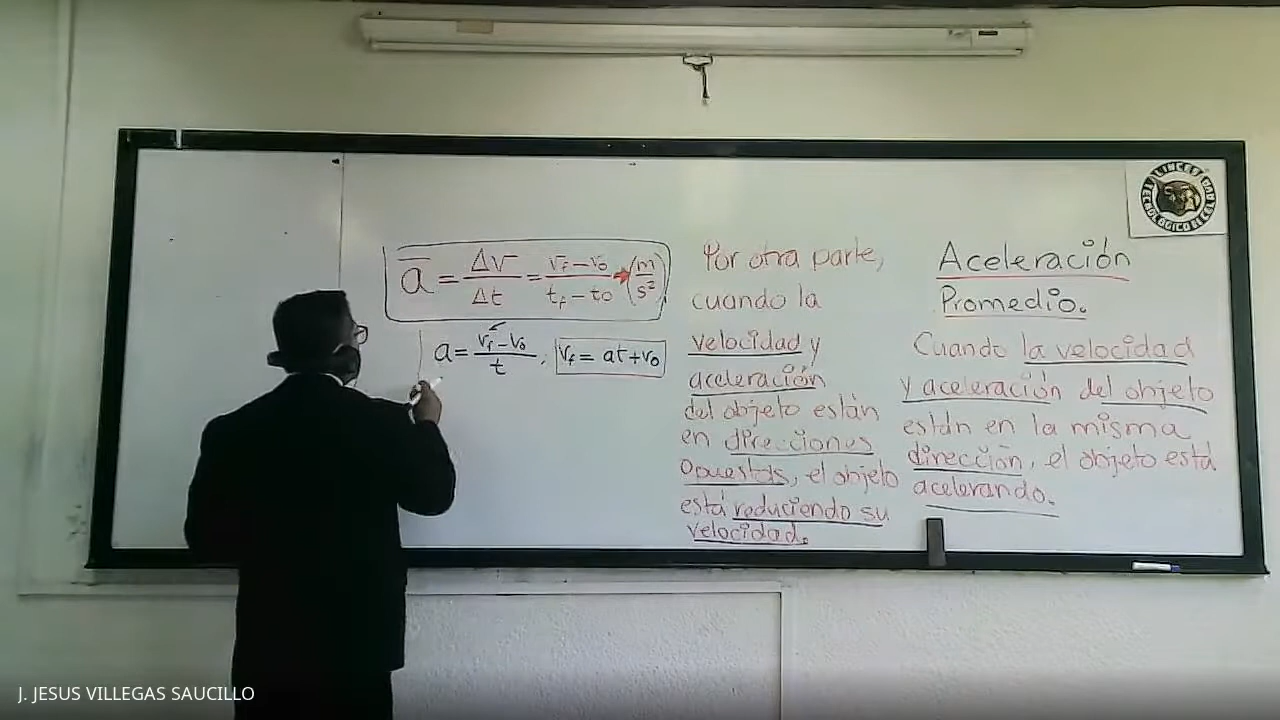 Aceleración
Promedio.
Cuando la velocidad
y aceleración del objeto
están en la misma
dirección, el objeto está
acelerando.
Por otra parte,
cuando la
velocidad y
aceleración
del objeto están
en direcciones
opuestas, el objeto
está reduciendo su
velocidad.
a̅ = Δv/Δt = (vf − v0)/(tf − t0) → (m/s²)
a = (vf − v0)/t ; vf = at + v0
J. JESUS VILLEGAS SAUCILLO